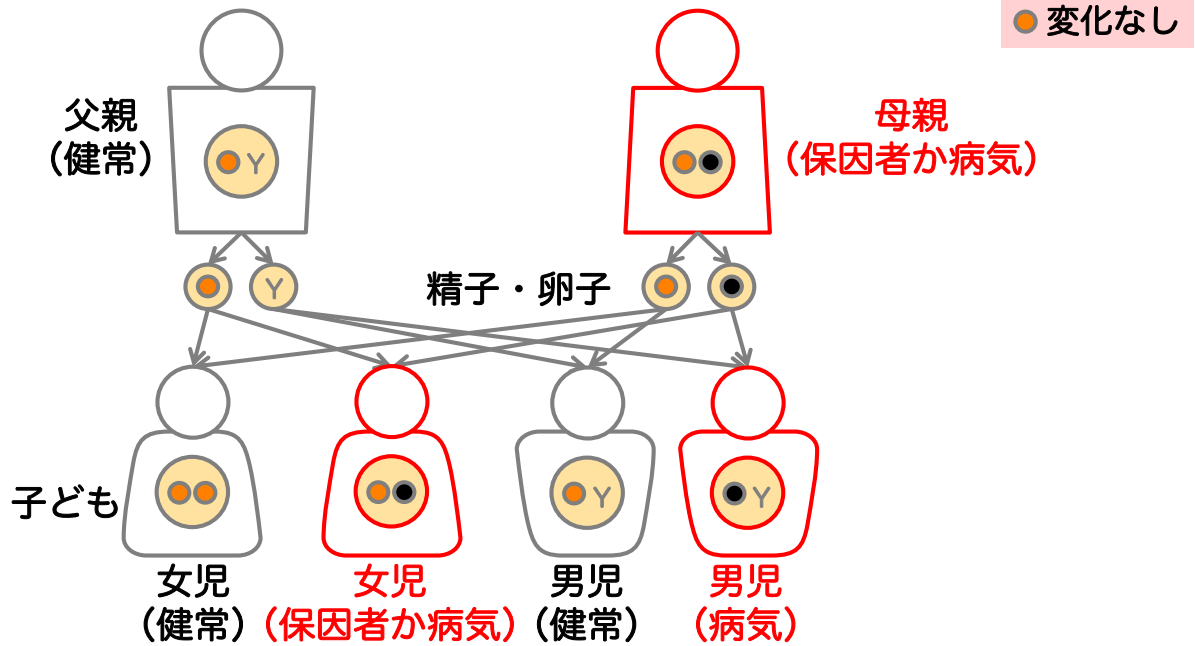 変化なし
父親
（健常）
Y
母親
（保因者か病気）
Y
精子・卵子
子ども
Y
Y
女児
（健常）
女児
（保因者か病気）
男児
（健常）
男児
（病気）